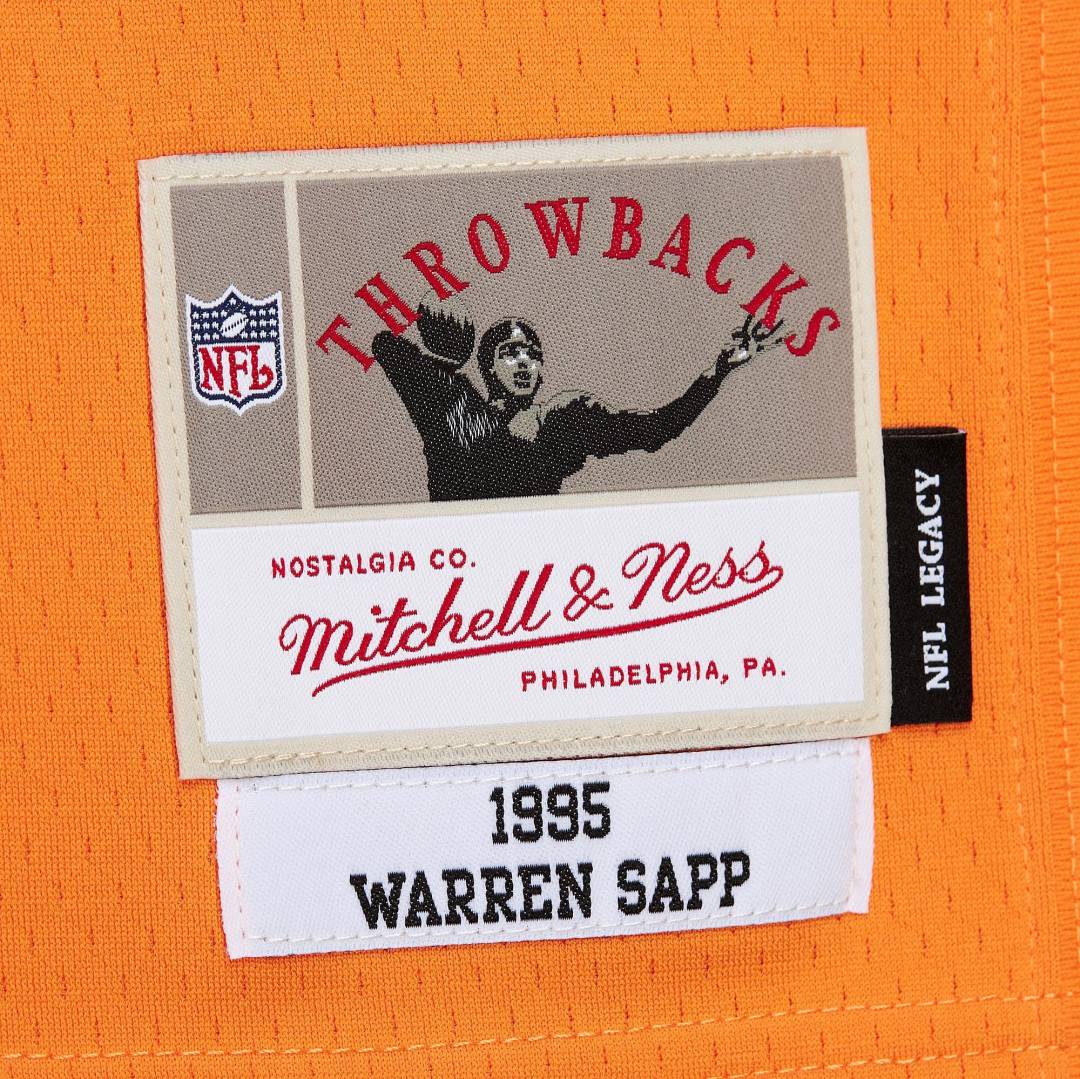 THROWBACKS
NFL
NOSTALGIA CO.
Mitchell & Ness
PHILADELPHIA, PA.
NFL LEGACY
1995
WARREN SAPP